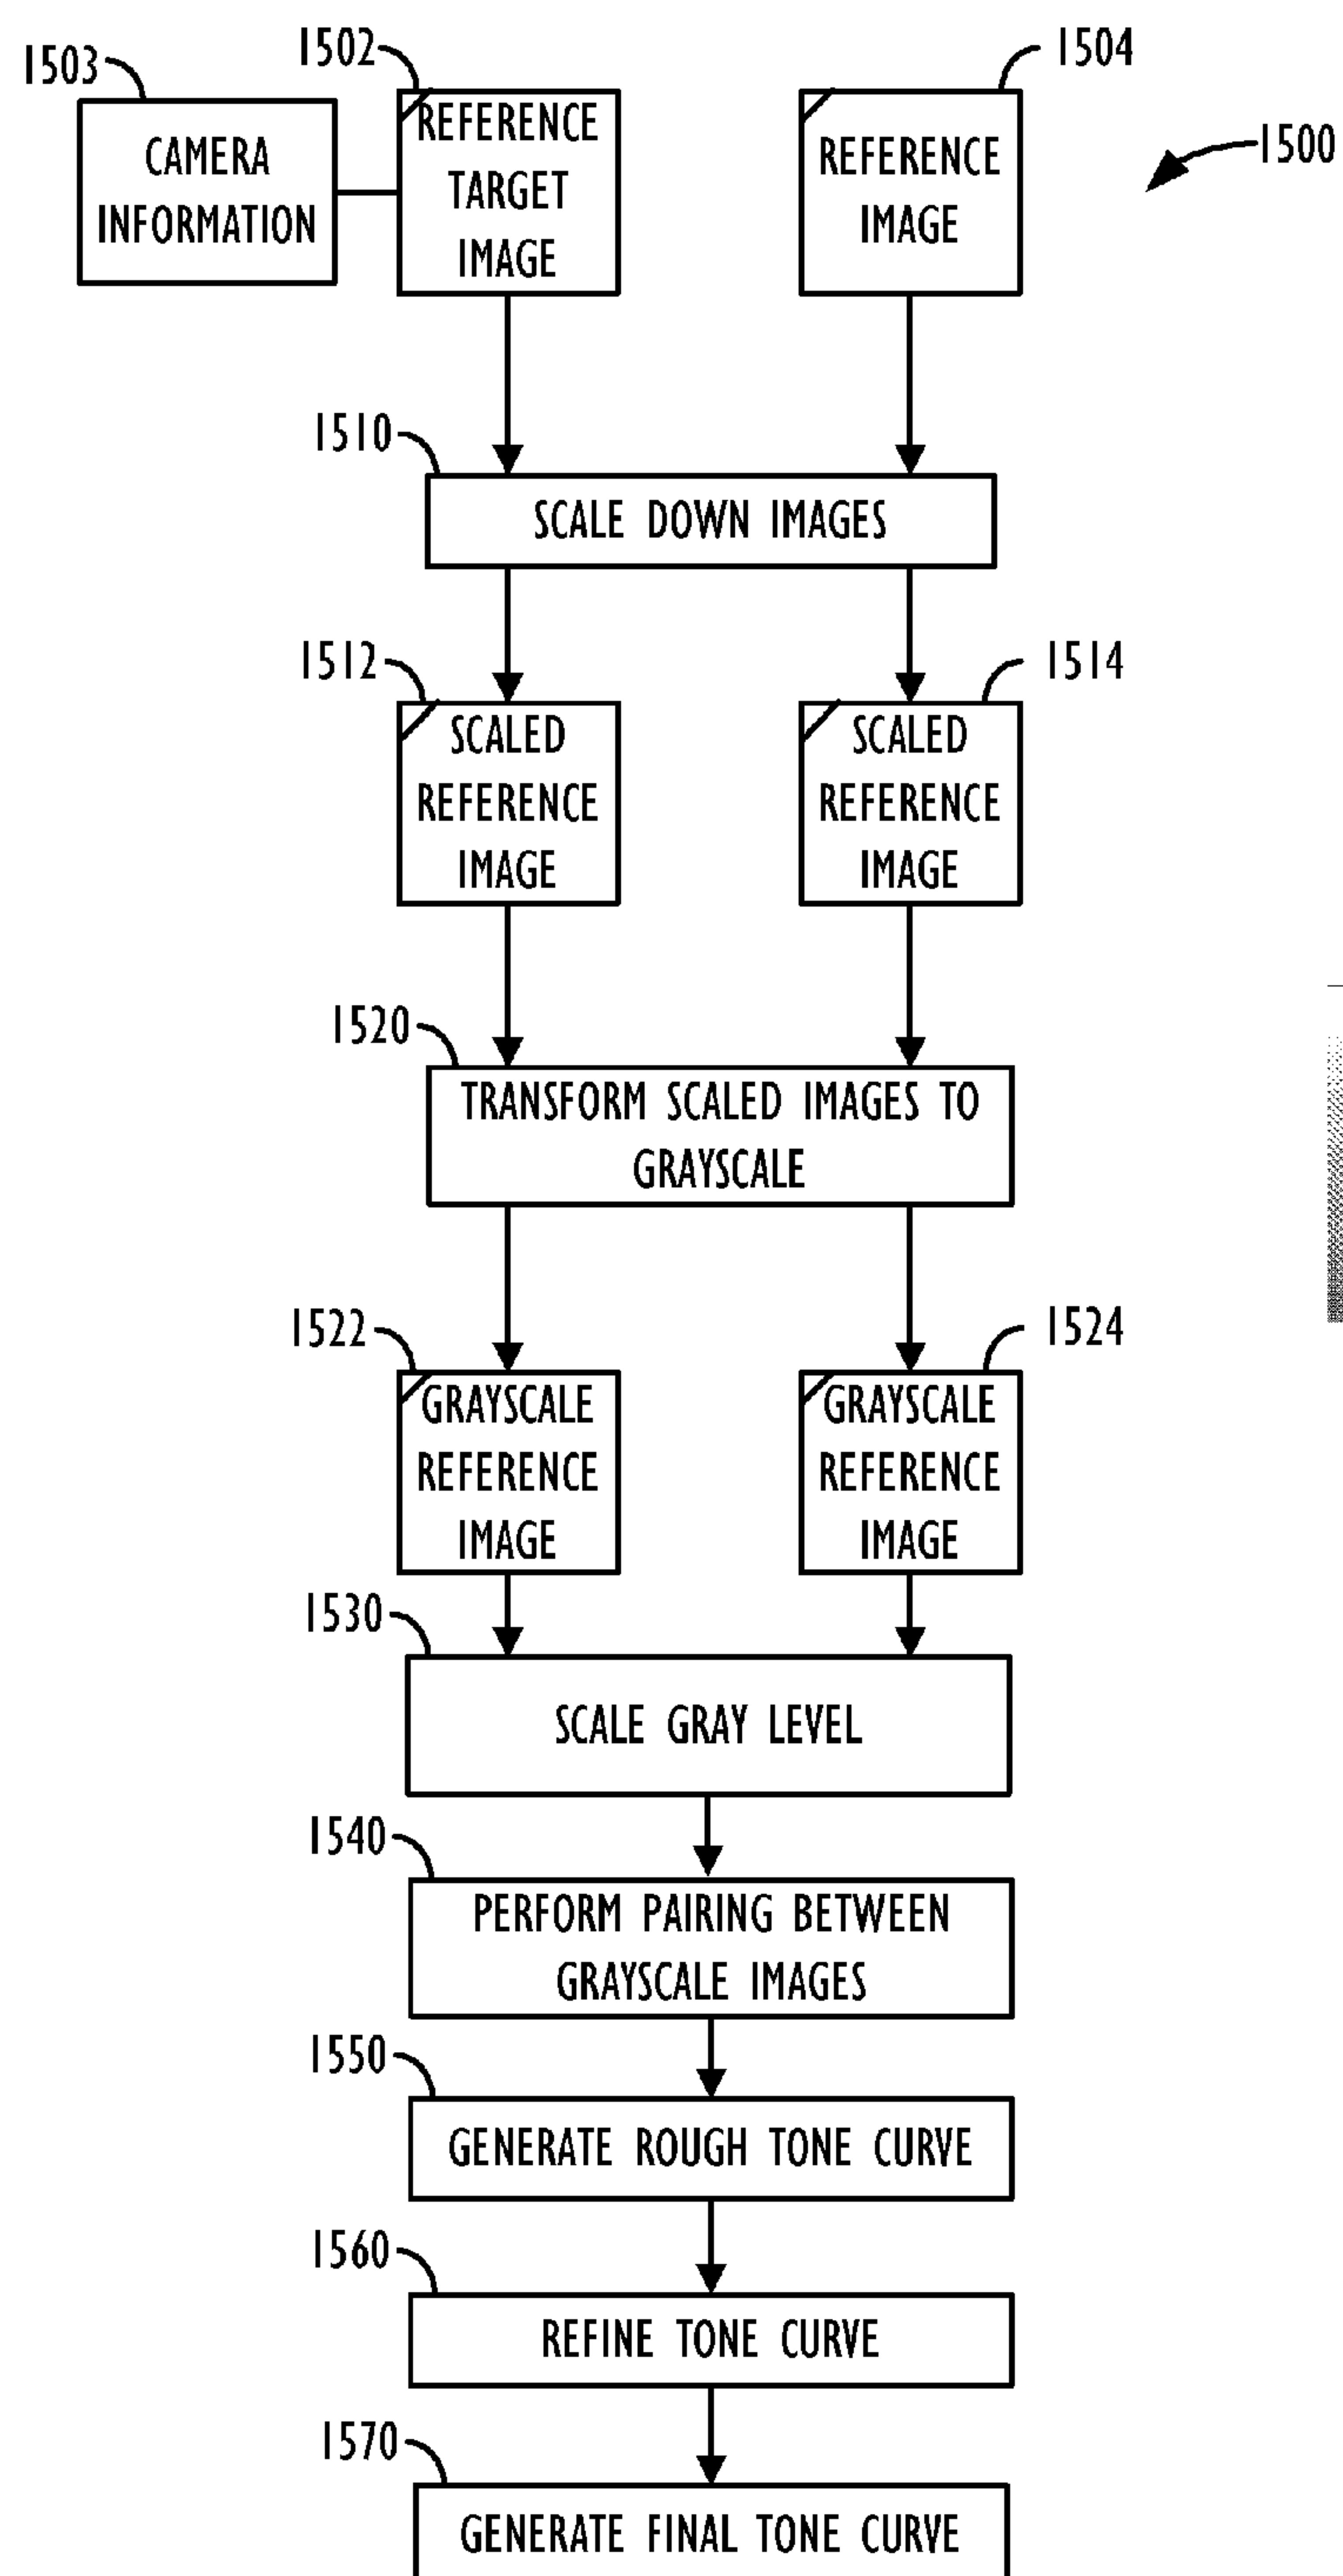 1503
1502
1504
1500
CAMERA
INFORMATION
REFERENCE
TARGET
IMAGE
REFERENCE
IMAGE
1510
SCALE DOWN IMAGES
1512
1514
SCALED
REFERENCE
IMAGE
SCALED
REFERENCE
IMAGE
1520
TRANSFORM SCALED IMAGES TO
GRAYSCALE
1522
1524
GRAYSCALE
REFERENCE
IMAGE
GRAYSCALE
REFERENCE
IMAGE
1530
SCALE GRAY LEVEL
1540
PERFORM PAIRING BETWEEN
GRAYSCALE IMAGES
1550
GENERATE ROUGH TONE CURVE
1560
REFINE TONE CURVE
1570
GENERATE FINAL TONE CURVE